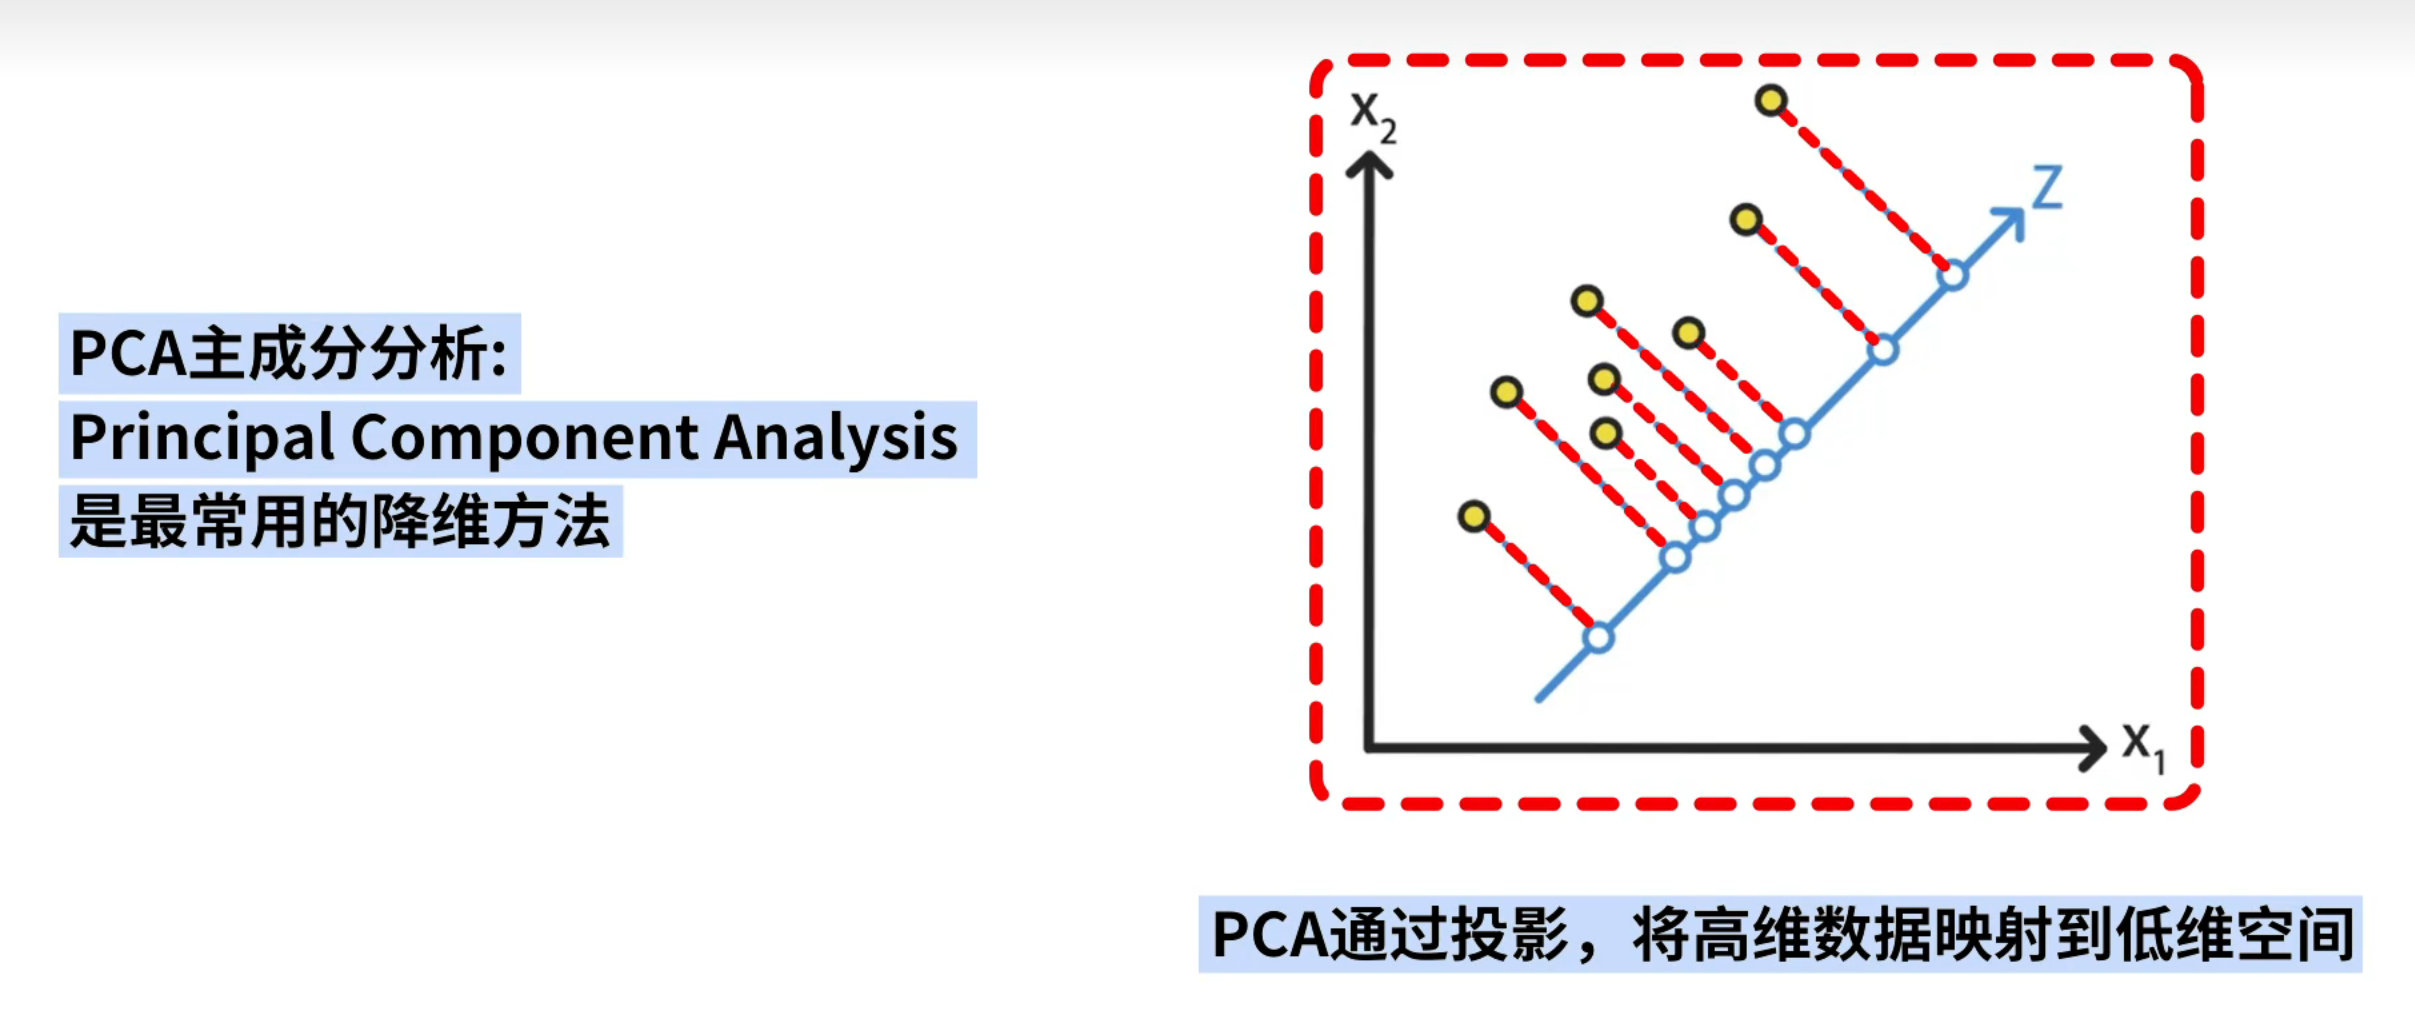 PCA主成分分析:
Principal Component Analysis
是最常用的降维方法
X2
Z
X1
PCA通过投影，将高维数据映射到低维空间